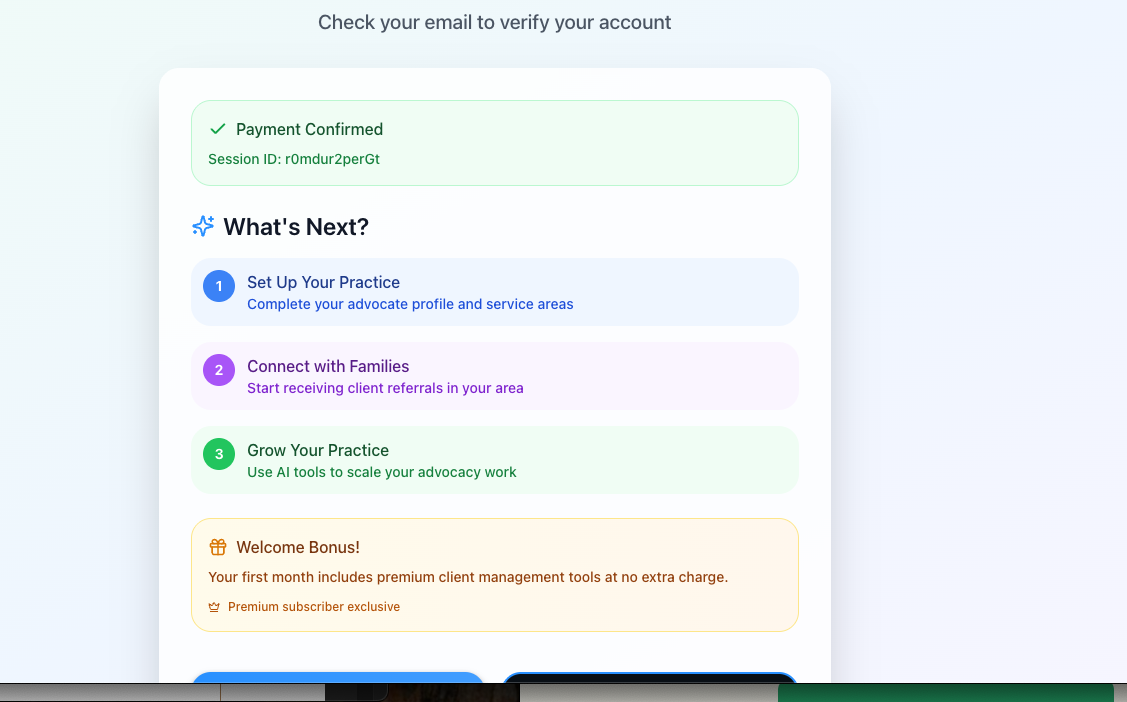 Check your email to verify your account
Payment Confirmed
Session ID: r0mdur2perGt
What's Next?
1
Set Up Your Practice
Complete your advocate profile and service areas
2
Connect with Families
Start receiving client referrals in your area
3
Grow Your Practice
Use AI tools to scale your advocacy work
Welcome Bonus!
Your first month includes premium client management tools at no extra charge.
Premium subscriber exclusive